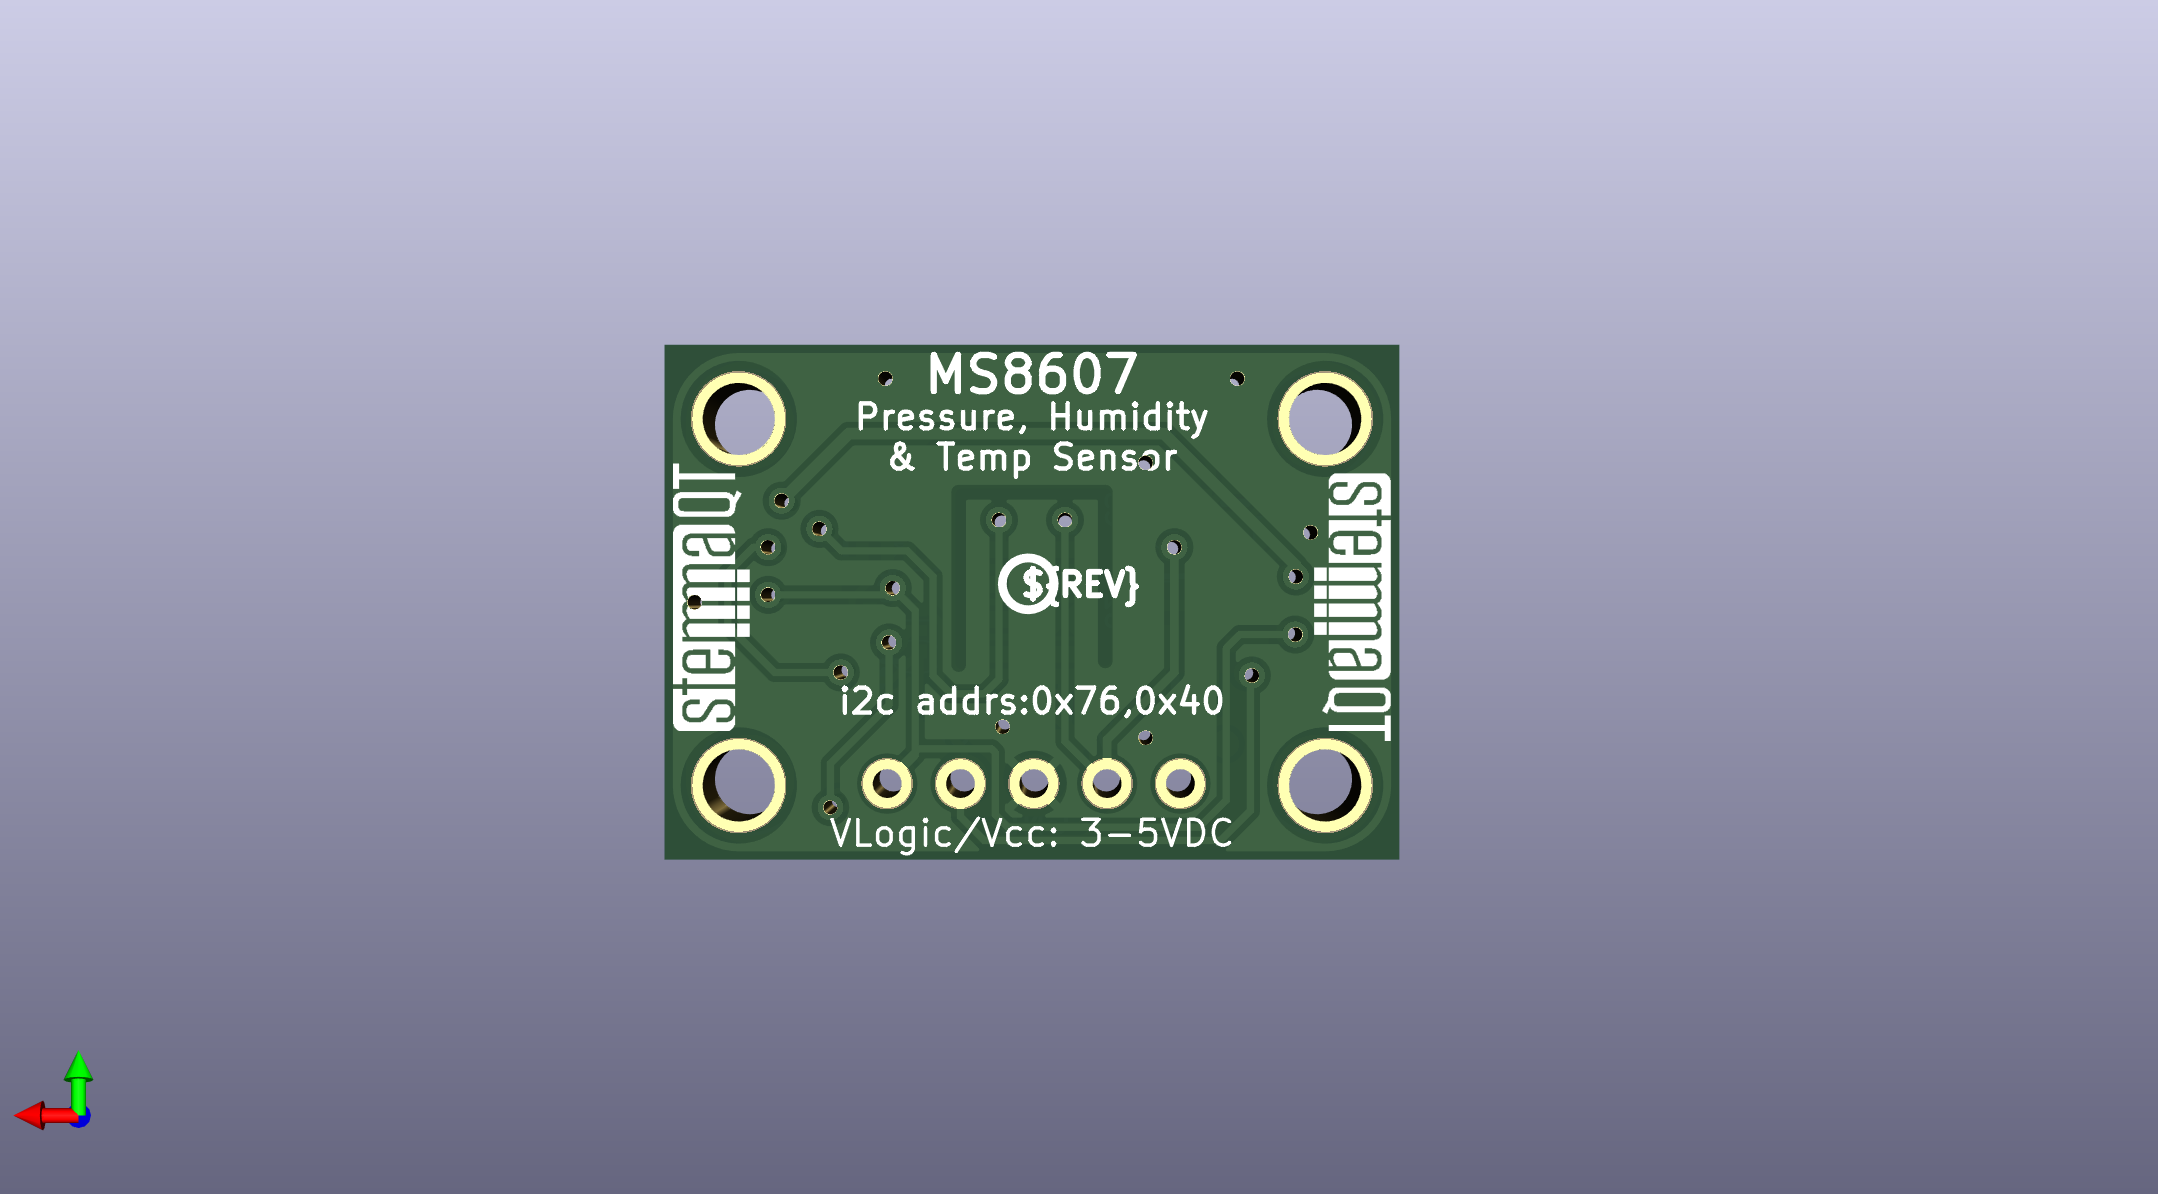 MS8607
Pressure, Humidity
& Temp Sensor
stemmaQT
${REV}
stemmaQT
i2c addrs:0x76,0x40
VLogic/Vcc: 3-5VDC